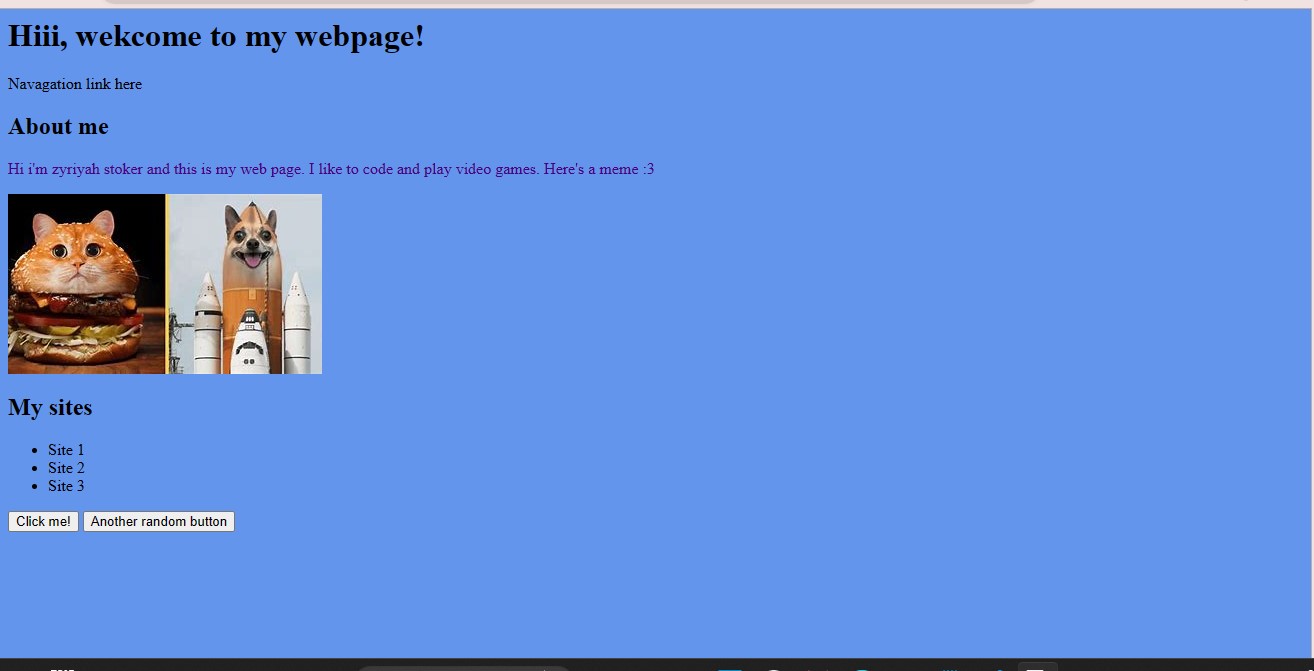 Hiii, wekcome to my webpage!
Navagation link here
About me
Hi i'm zyriyah stoker and this is my web page. I like to code and play video games. Here's a meme :3
My sites
Site 1
Site 2
Site 3
Click me! Another random button